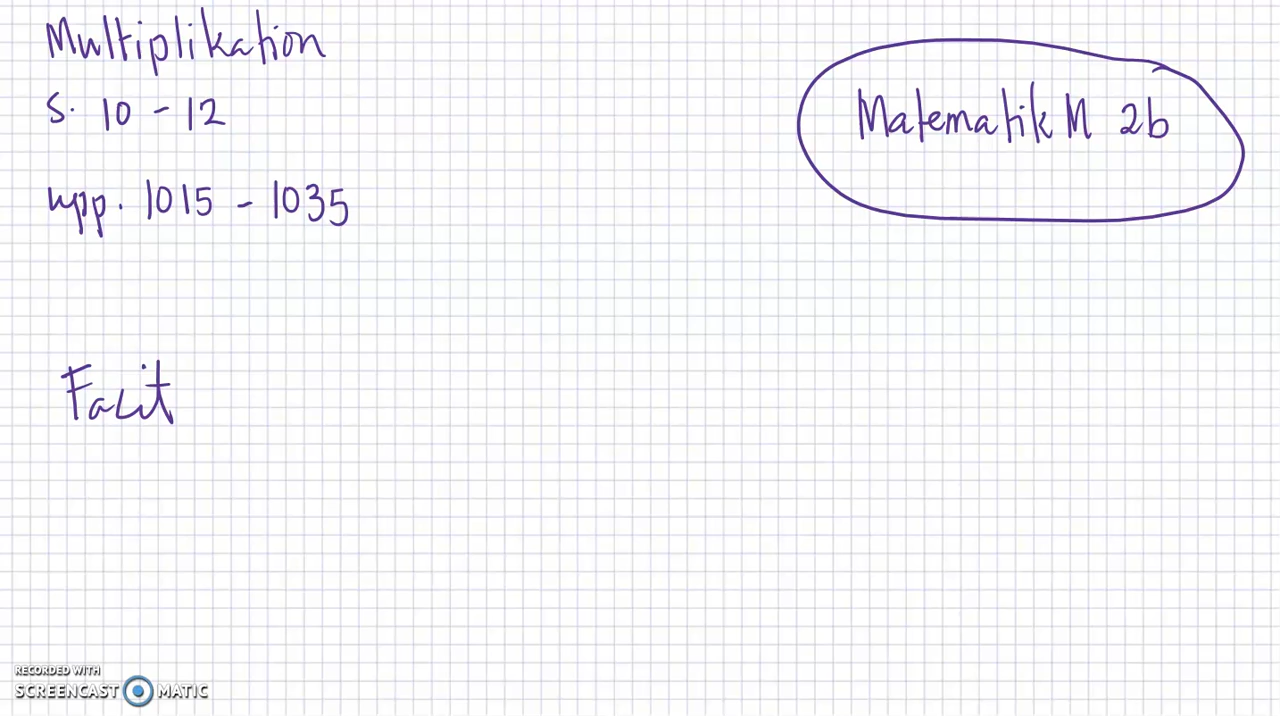 Multiplikation
S. 10 - 12
upp. 1015 - 1035
Matematik M 2b
Facit
RECORDED WITH
SCREENCAST MATIC